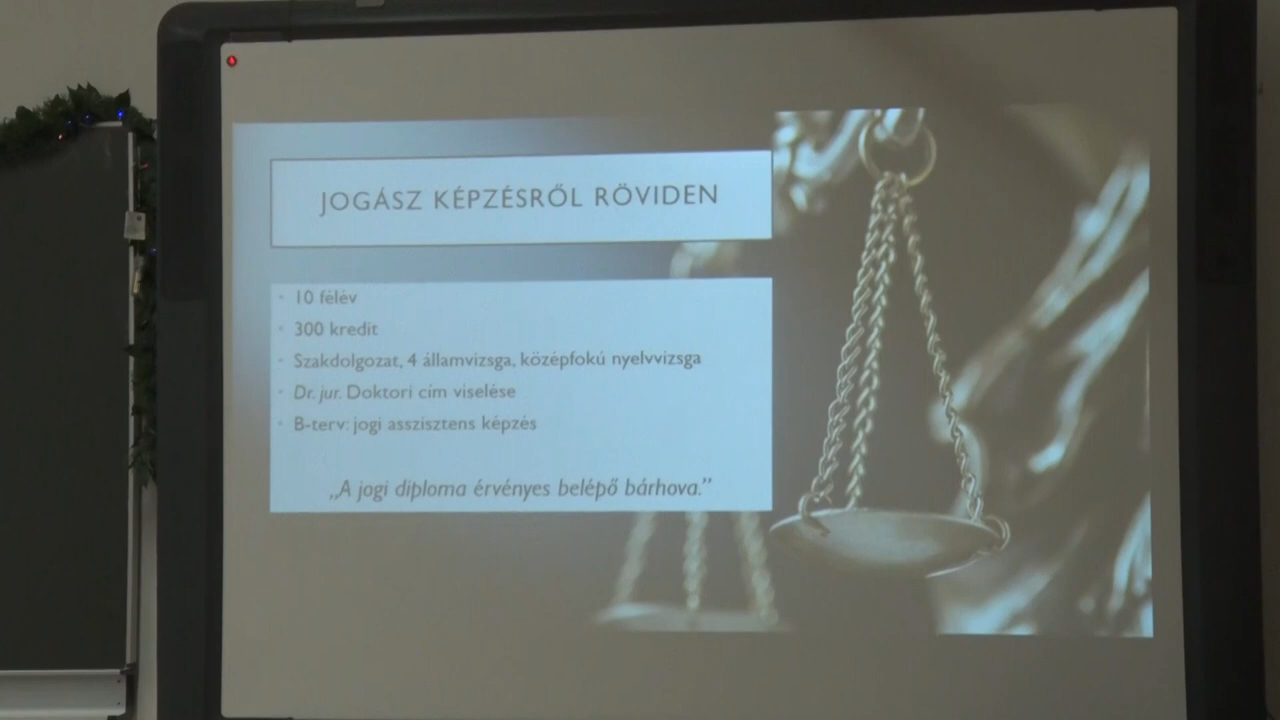 JOGÁSZ KÉPZÉSRŐL RÖVIDEN
10 félév
300 kredit
Szakdolgozat, 4 államvizsga, középfokú nyelvvizsga
Dr. jur. Doktori cím viselése
B-terv: jogi asszisztens képzés
„A jogi diploma érvényes belépő bárhova.”